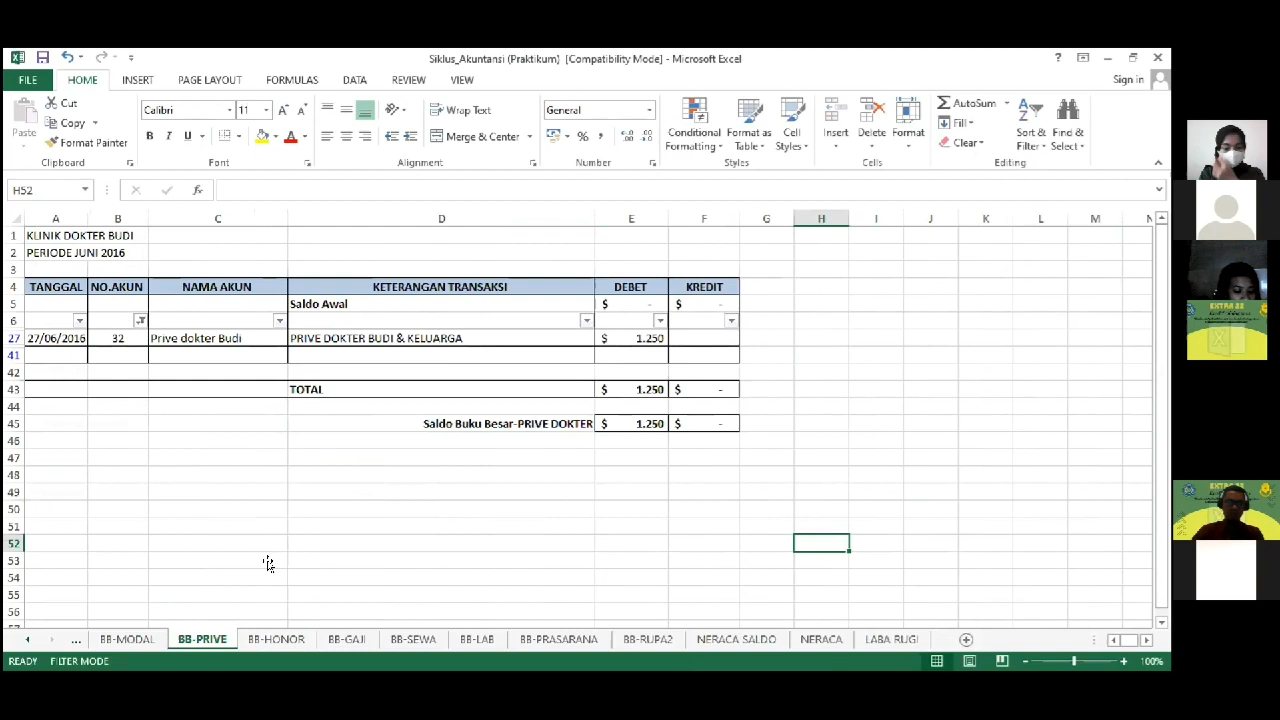 Siklus_Akuntansi (Praktikum) [Compatibility Mode] - Microsoft Excel
FILE HOME INSERT PAGE LAYOUT FORMULAS DATA REVIEW VIEW Sign in
Cut
Copy
Format Painter
Paste
Clipboard
Calibri 11
Font
Wrap Text
Merge & Center
Alignment
General
Number
Conditional Formatting
Format as Table
Cell Styles
Styles
Insert Delete Format
Cells
AutoSum
Fill
Clear
Sort & Filter
Find & Select
Editing
H52
A B C D E F G H I J K L M N
1 KLINIK DOKTER BUDI
2 PERIODE JUNI 2016
3
4 TANGGAL NO.AKUN NAMA AKUN KETERANGAN TRANSAKSI DEBET KREDIT
5 Saldo Awal $ - $ -
6
27 27/06/2016 32 Prive dokter Budi PRIVE DOKTER BUDI & KELUARGA $ 1.250
41
42
43 TOTAL $ 1.250 $ -
44
45 Saldo Buku Besar-PRIVE DOKTER $ 1.250 $ -
46
47
48
49
50
51
52
53
54
55
56
... BB-MODAL BB-PRIVE BB-HONOR BB-GAJI BB-SEWA BB-LAB BB-PRASARANA BB-RUPA2 NERACA SALDO NERACA LABA RUGI
READY FILTER MODE 100%